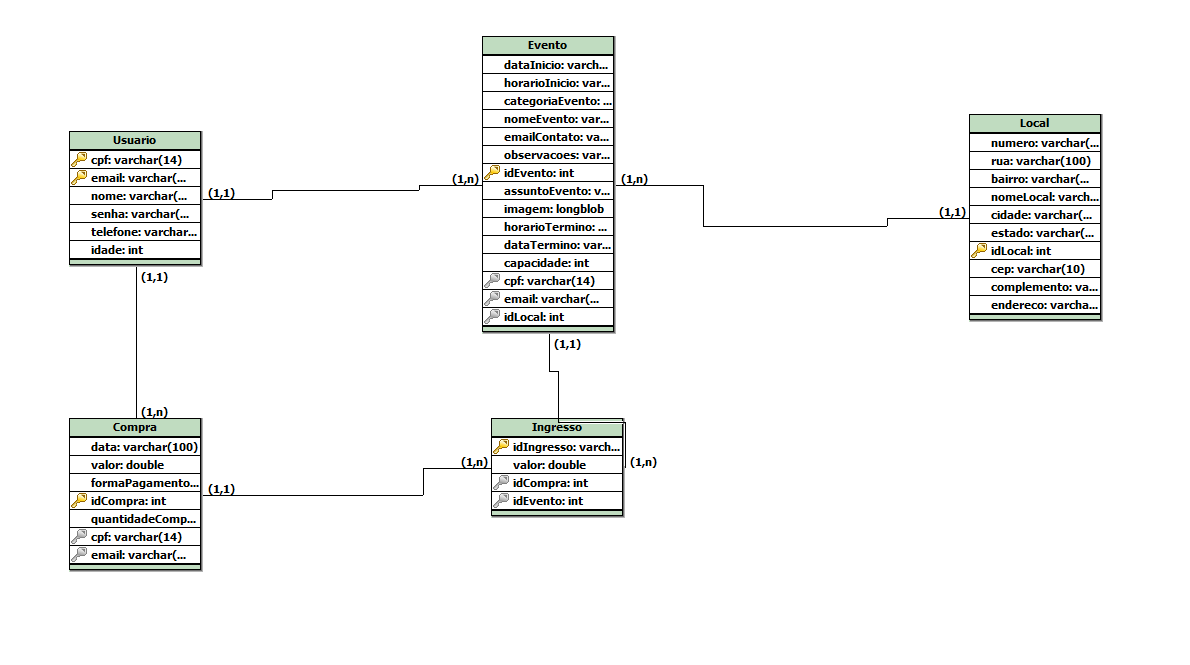 Evento
dataInicio: varch...
horarioInicio: var...
categoriaEvento: ...
nomeEvento: var...
emailContato: va...
observacoes: var...
idEvento: int
assuntoEvento: v...
imagem: longblob
horarioTermino: ...
dataTermino: var...
capacidade: int
cpf: varchar(14)
email: varchar(...
idLocal: int
Usuario
cpf: varchar(14)
email: varchar(...
nome: varchar(...
senha: varchar(...
telefone: varchar...
idade: int
Local
numero: varchar(...
rua: varchar(100)
bairro: varchar(...
nomeLocal: varch...
cidade: varchar(...
estado: varchar(...
idLocal: int
cep: varchar(10)
complemento: va...
endereco: varcha...
(1,1)
(1,n)
(1,n)
(1,1)
(1,1)
(1,n)
(1,1)
Compra
data: varchar(100)
valor: double
formaPagamento...
idCompra: int
quantidadeComp...
cpf: varchar(14)
email: varchar(...
(1,1)
(1,n)
Ingresso
idIngresso: varch...
valor: double
idCompra: int
idEvento: int
(1,n)